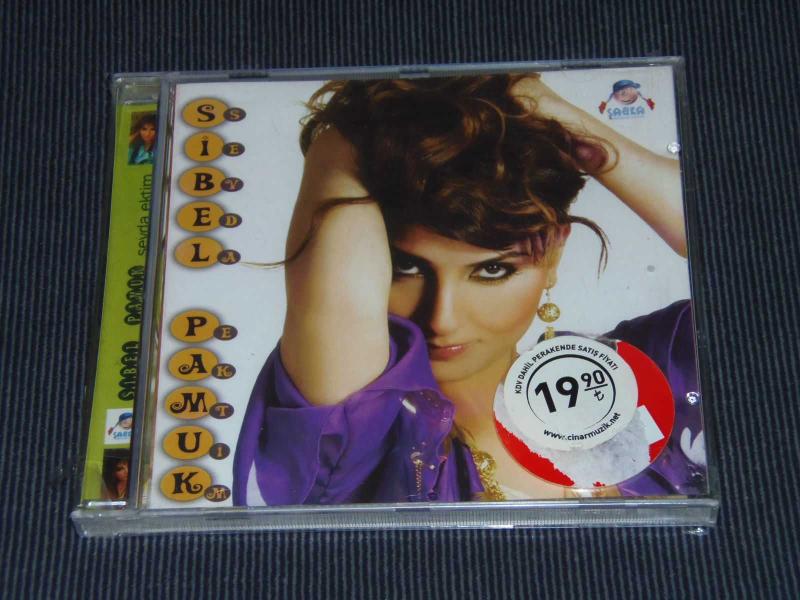 SİBEL
SEVDA
PAMUK
EKTİM
SİBEL PAMUK
sevda ektim
KDV DAHİL PERAKENDE SATIŞ FİYATI
19 90 ₺
www.cinarmuzik.net